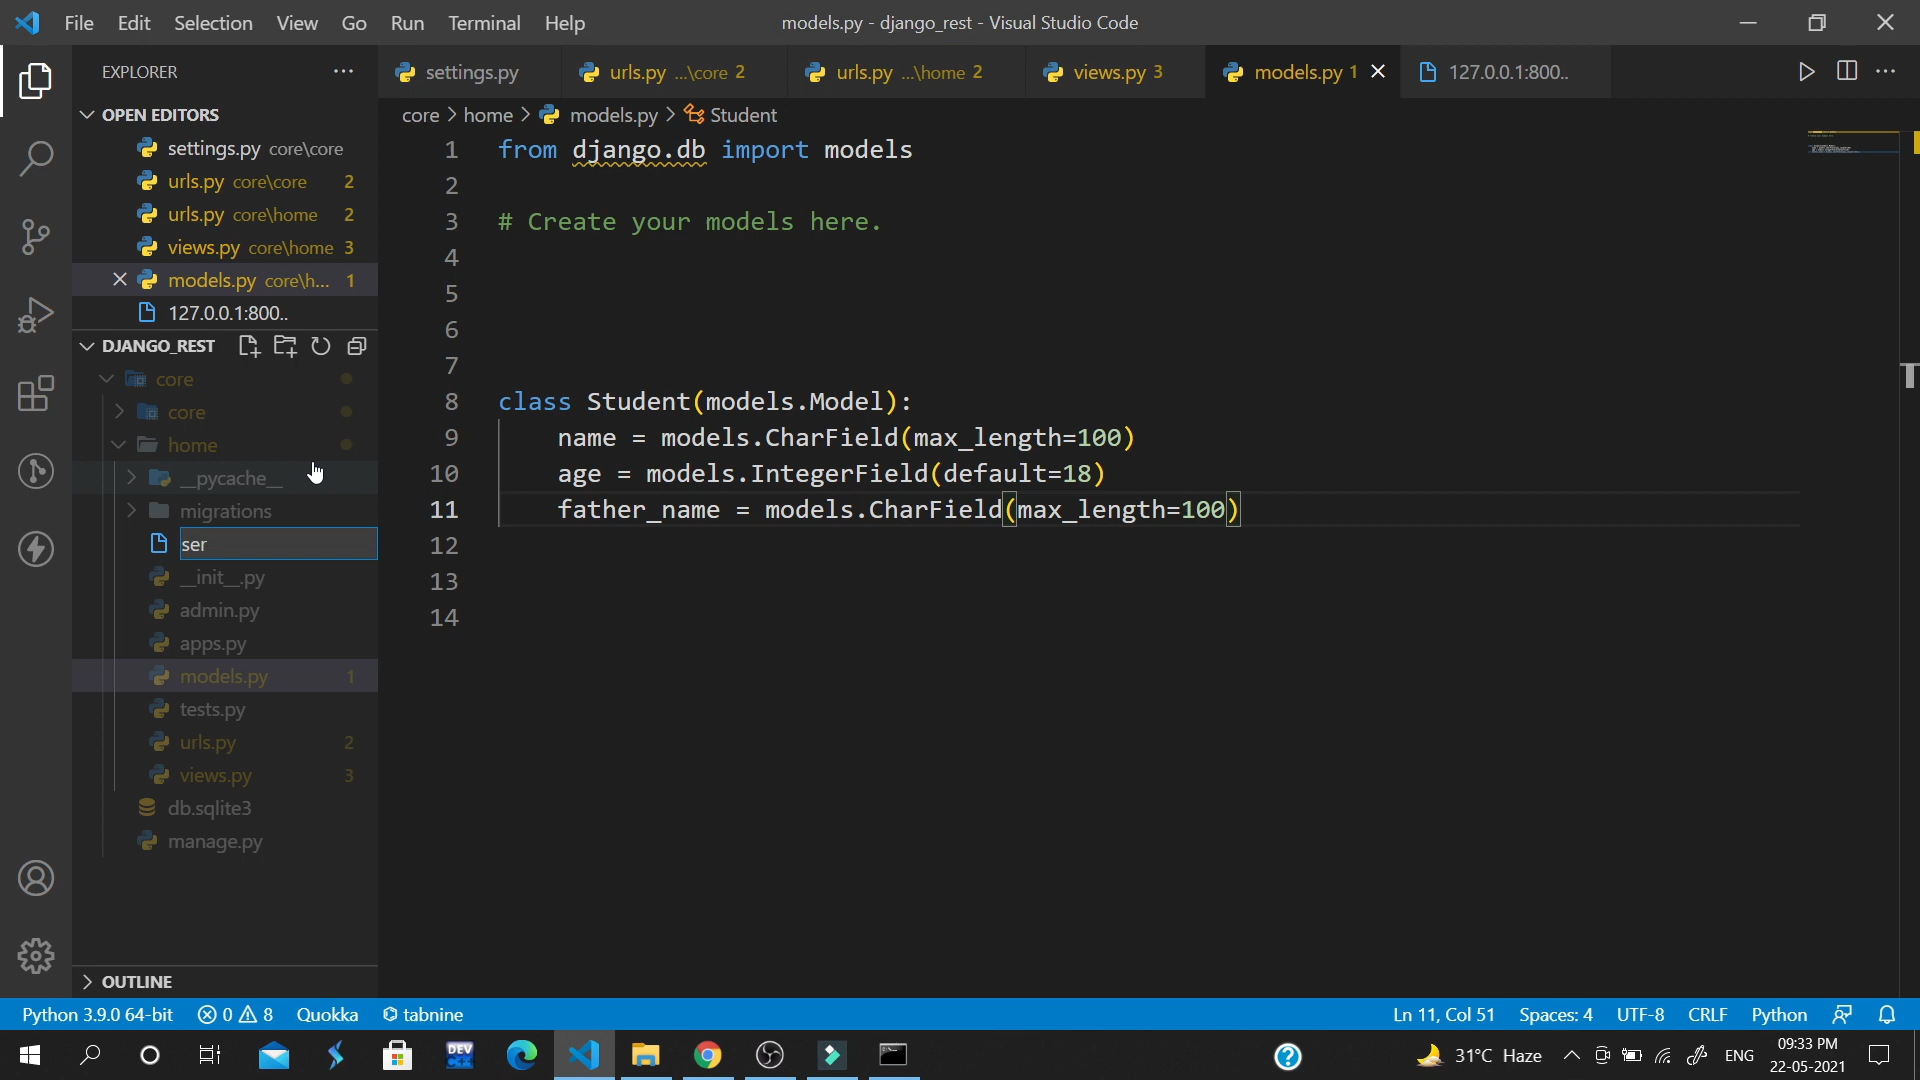 File Edit Selection View Go Run Terminal Help
models.py - django_rest - Visual Studio Code
EXPLORER
settings.py
urls.py ...\core 2
urls.py ...\home 2
views.py 3
models.py 1
127.0.0.1:800..
OPEN EDITORS
settings.py core\core
urls.py core\core 2
urls.py core\home 2
views.py core\home 3
models.py core\h... 1
127.0.0.1:800..
DJANGO_REST
core
core
home
__pycache__
migrations
ser
__init__.py
admin.py
apps.py
models.py 1
tests.py
urls.py 2
views.py 3
db.sqlite3
manage.py
OUTLINE
core > home > models.py > Student
1 from django.db import models
2
3 # Create your models here.
4
5
6
7
8 class Student(models.Model):
9 name = models.CharField(max_length=100)
10 age = models.IntegerField(default=18)
11 father_name = models.CharField(max_length=100)
12
13
14
Python 3.9.0 64-bit 0 8 Quokka tabnine
Ln 11, Col 51 Spaces: 4 UTF-8 CRLF Python
DEV C++
31°C Haze ENG
09:33 PM
22-05-2021